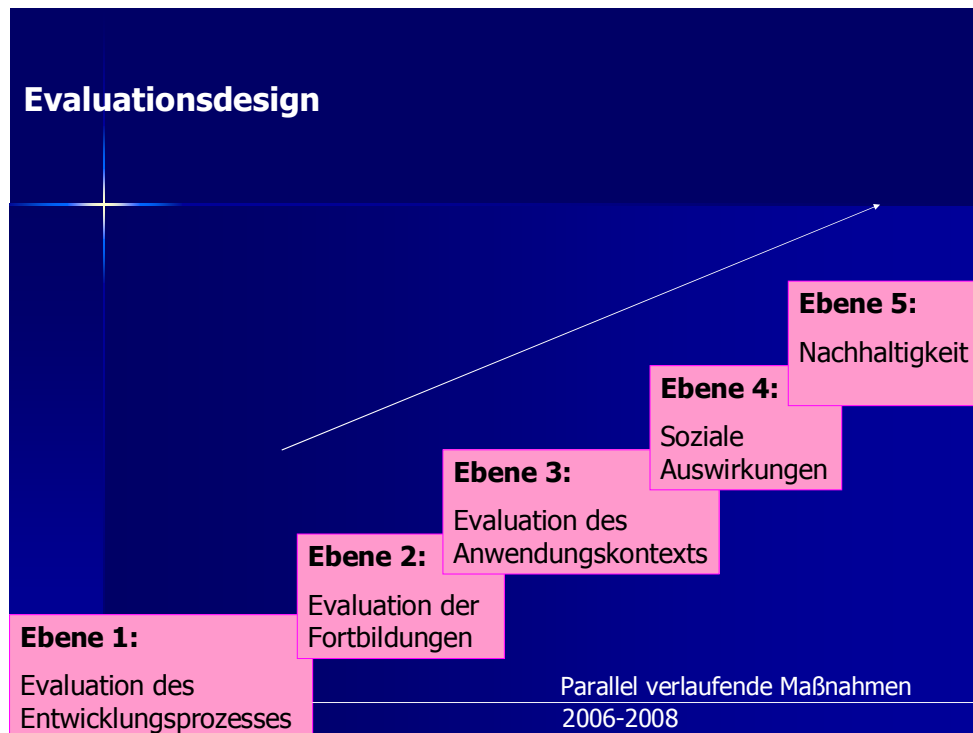 Evaluationsdesign
Ebene 5:
Nachhaltigkeit
Ebene 4:
Soziale
Auswirkungen
Ebene 3:
Evaluation des
Anwendungskontexts
Ebene 2:
Evaluation der
Fortbildungen
Ebene 1:
Evaluation des
Entwicklungsprozesses
Parallel verlaufende Maßnahmen
2006-2008